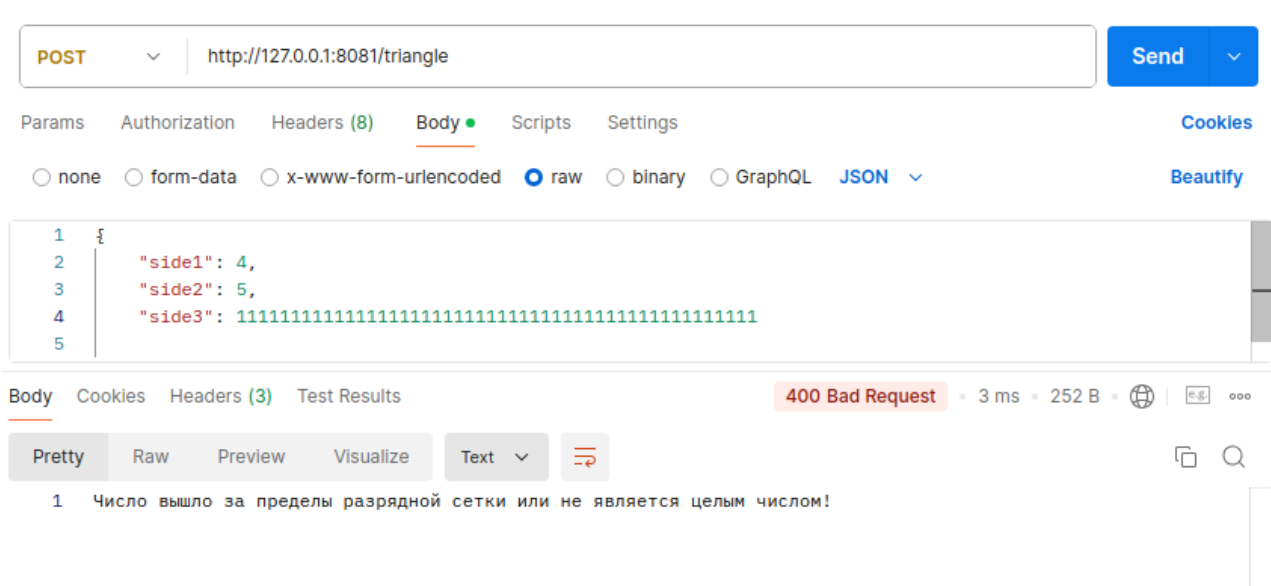 POST http://127.0.0.1:8081/triangle Send
Params Authorization Headers (8) Body Scripts Settings Cookies
none form-data x-www-form-urlencoded raw binary GraphQL JSON Beautify
1 {
2 "side1": 4,
3 "side2": 5,
4 "side3": 111111111111111111111111111111111111111111111111
5
Body Cookies Headers (3) Test Results 400 Bad Request 3 ms 252 B e.g.
Pretty Raw Preview Visualize Text
1 Число вышло за пределы разрядной сетки или не является целым числом!